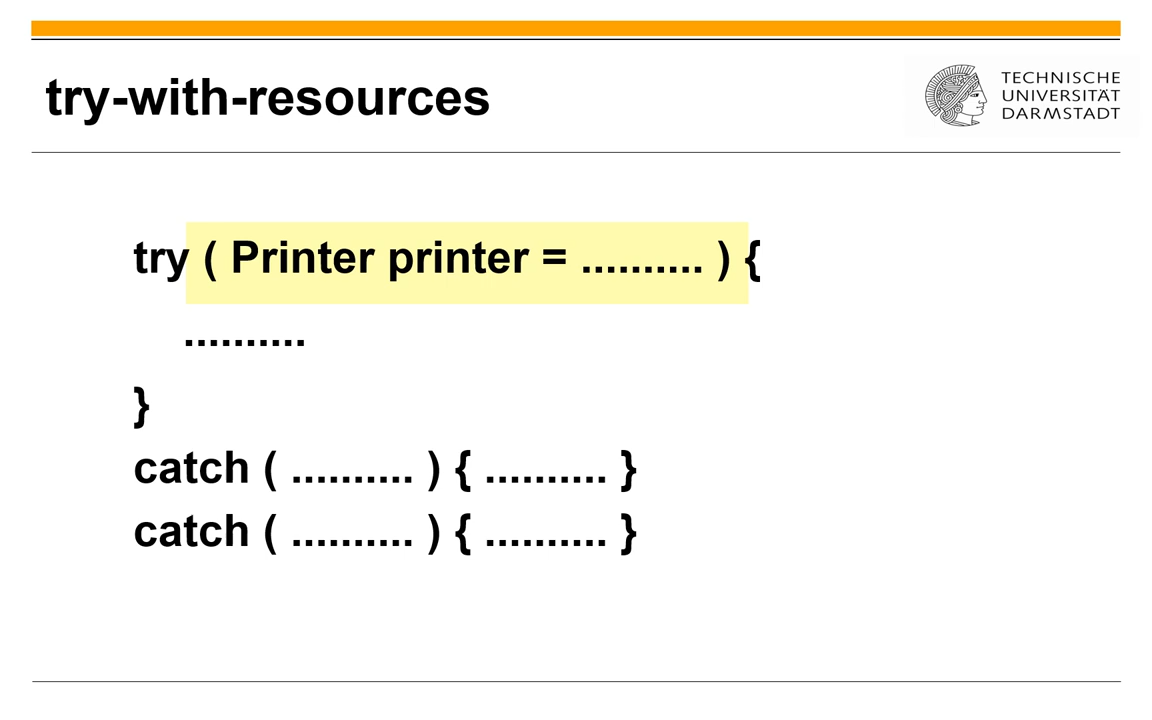 try-with-resources
TECHNISCHE
UNIVERSITÄT
DARMSTADT
try ( Printer printer = .......... ) {
..........
}
catch ( .......... ) { .......... }
catch ( .......... ) { .......... }